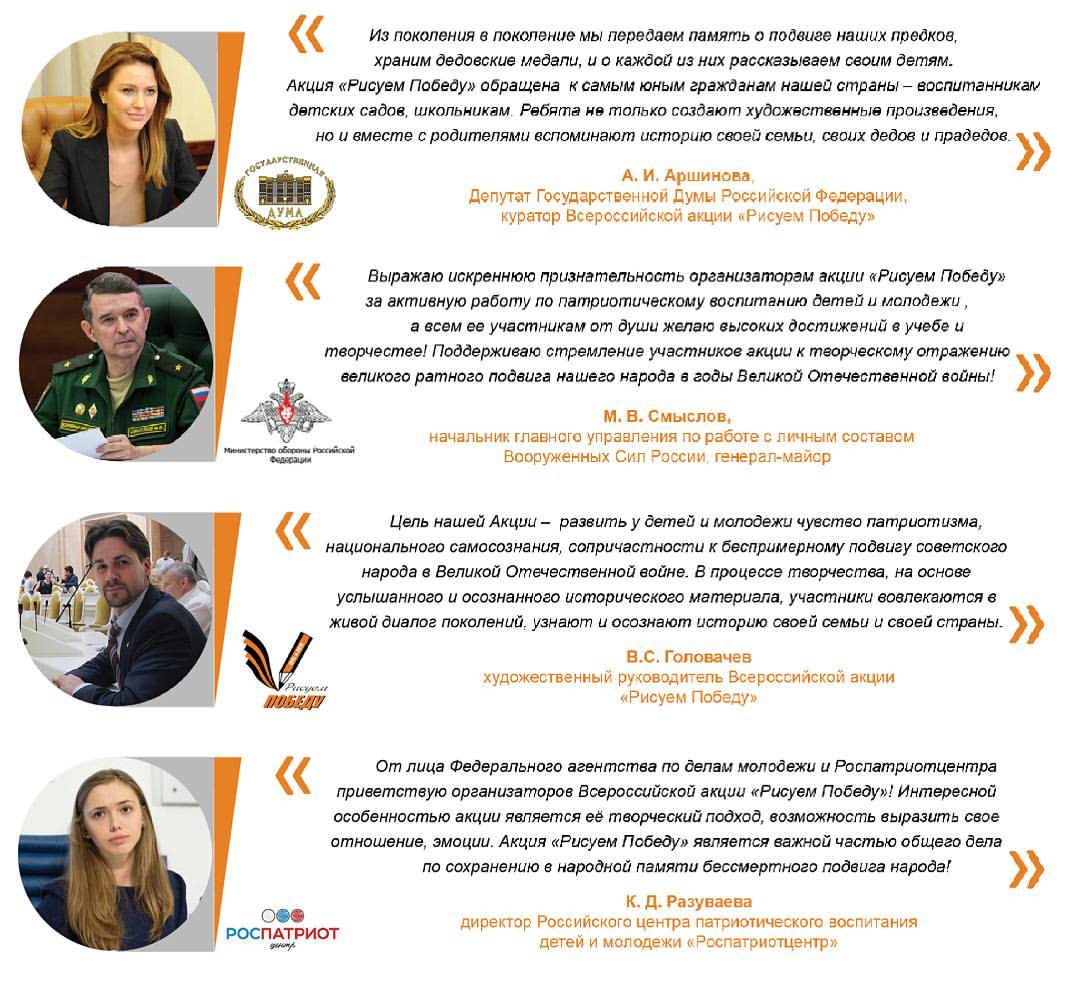 Из поколения в поколение мы передаем память о подвиге наших предков,
храним дедовские медали, и о каждой из них рассказываем своим детям.
Акция «Рисуем Победу» обращена к самым юным гражданам нашей страны – воспитанникам
детских садов, школьникам. Ребята не только создают художественные произведения,
но и вместе с родителями вспоминают историю своей семьи, своих дедов и прадедов.
ГОСУДАРСТВЕННАЯ
ДУМА
А. И. Аршинова,
Депутат Государственной Думы Российской Федерации,
куратор Всероссийской акции «Рисуем Победу»
Выражаю искреннюю признательность организаторам акции «Рисуем Победу»
за активную работу по патриотическому воспитанию детей и молодежи ,
а всем ее участникам от души желаю высоких достижений в учебе и
творчестве! Поддерживаю стремление участников акции к творческому отражению
великого ратного подвига нашего народа в годы Великой Отечественной войны!
Министерство обороны Российской
Федерации
М. В. Смыслов,
начальник главного управления по работе с личным составом
Вооруженных Сил России, генерал-майор
Цель нашей Акции – развить у детей и молодежи чувство патриотизма,
национального самосознания, сопричастности к беспримерному подвигу советского
народа в Великой Отечественной войне. В процессе творчества, на основе
услышанного и осознанного исторического материала, участники вовлекаются в
живой диалог поколений, узнают и осознают историю своей семьи и своей страны.
Рисуем
ПОБЕДУ
В.С. Головачев
художественный руководитель Всероссийской акции
«Рисуем Победу»
От лица Федерального агентства по делам молодежи и Роспатриотцентра
приветствую организаторов Всероссийской акции «Рисуем Победу»! Интересной
особенностью акции является её творческий подход, возможность выразить свое
отношение, эмоции. Акция «Рисуем Победу» является важной частью общего дела
по сохранению в народной памяти бессмертного подвига народа!
РОСПАТРИОТ
центр
К. Д. Разуваева
директор Российского центра патриотического воспитания
детей и молодежи «Роспатриотцентр»